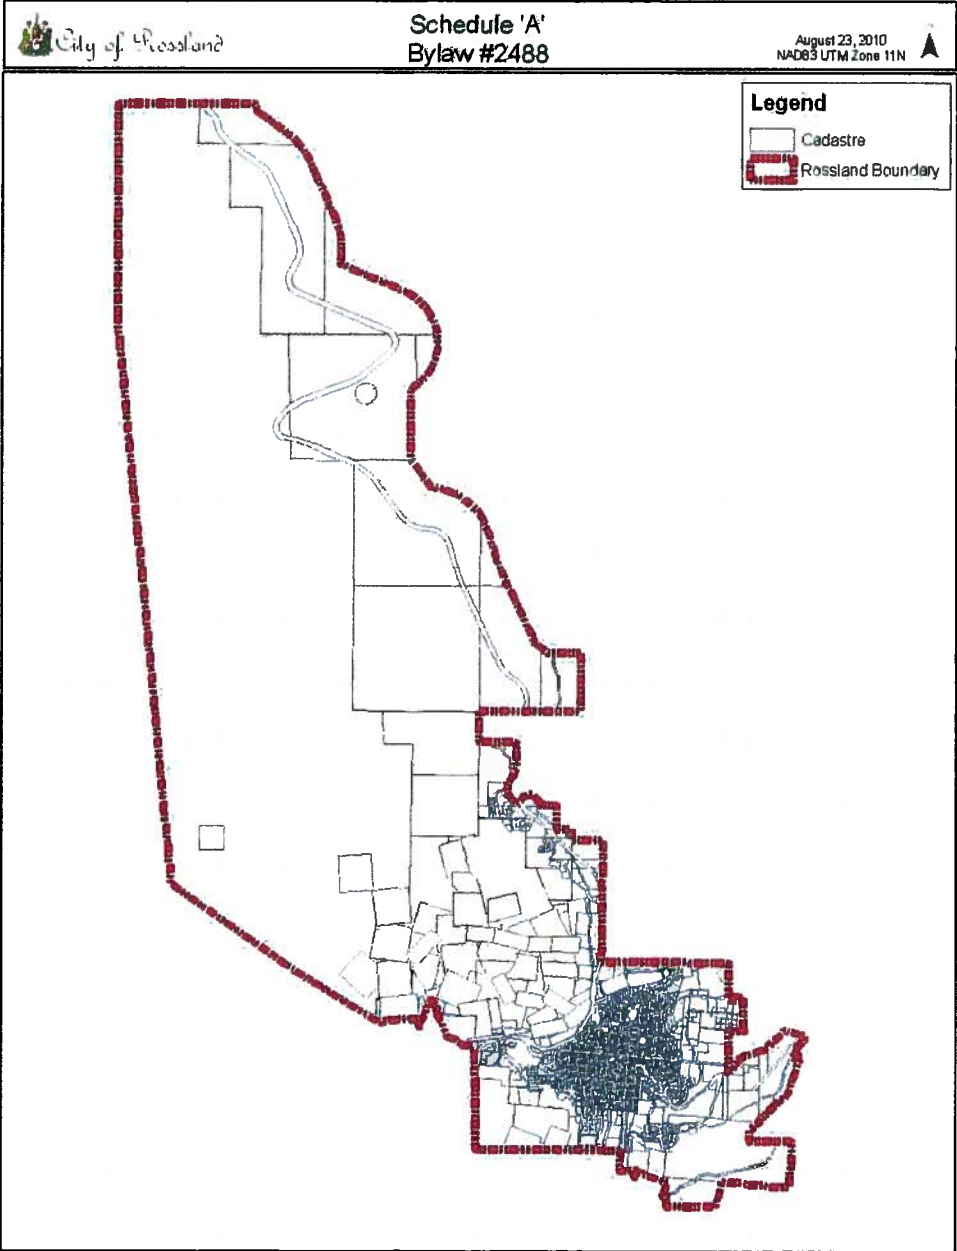 City of Rossland
Schedule 'A'
Bylaw #2488
August 23, 2010
NAD83 UTM Zone 11N
Legend
Cadastre
Rossland Boundary